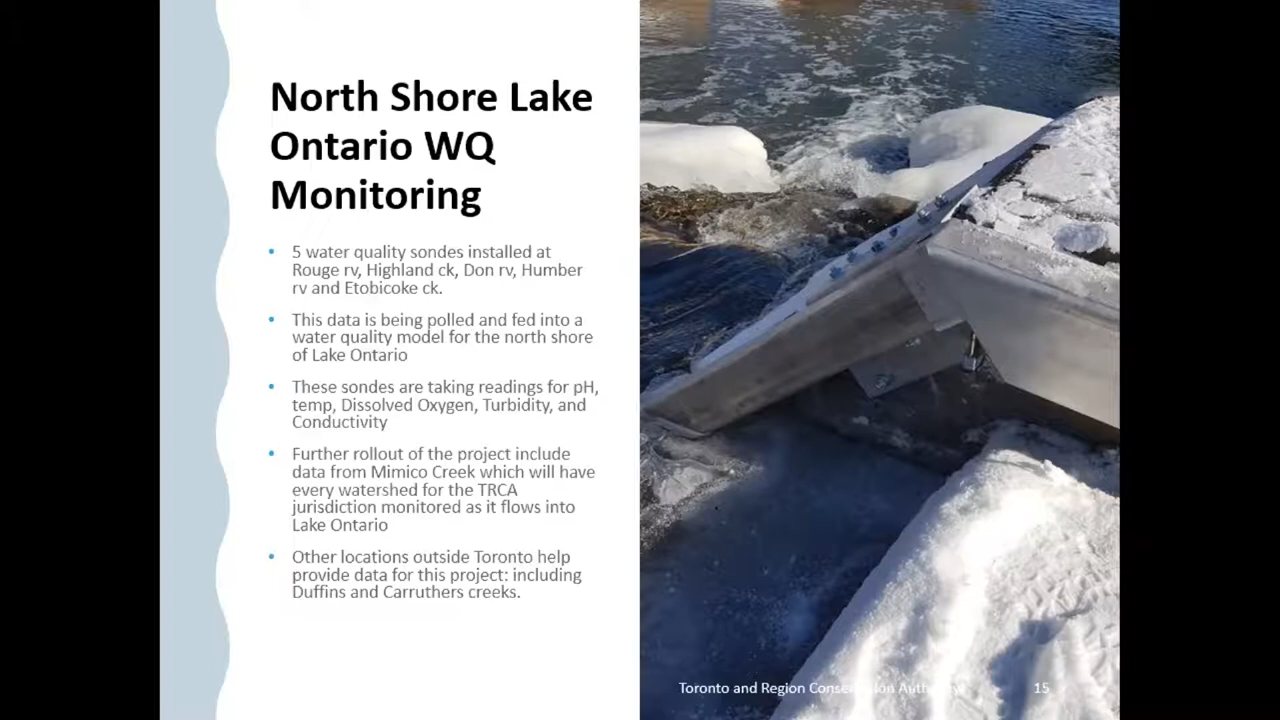 North Shore Lake
Ontario WQ
Monitoring
• 5 water quality sondes installed at
Rouge rv, Highland ck, Don rv, Humber
rv and Etobicoke ck.
• This data is being polled and fed into a
water quality model for the north shore
of Lake Ontario
• These sondes are taking readings for pH,
temp, Dissolved Oxygen, Turbidity, and
Conductivity
• Further rollout of the project include
data from Mimico Creek which will have
every watershed for the TRCA
jurisdiction monitored as it flows into
Lake Ontario
• Other locations outside Toronto help
provide data for this project: including
Duffins and Carruthers creeks.
Toronto and Region 15